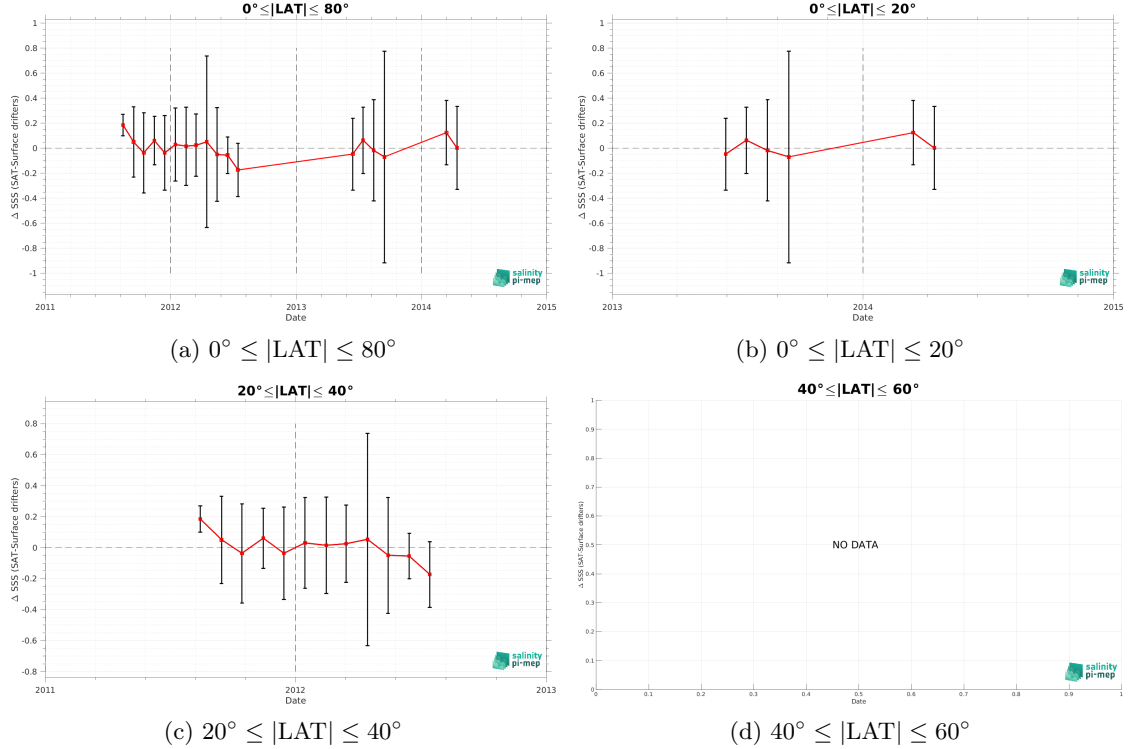 0°≤|LAT|≤ 80°
1
0.8
0.6
0.4
0.2
0
-0.2
-0.4
-0.6
-0.8
-1
Δ SSS (SAT-Surface drifters)
2011
2012
2013
2014
2015
Date
salinity
pi-mep
(a) 0° ≤ |LAT| ≤ 80°
0°≤|LAT|≤ 20°
1
0.8
0.6
0.4
0.2
0
-0.2
-0.4
-0.6
-0.8
-1
Δ SSS (SAT-Surface drifters)
2013
2014
2015
Date
salinity
pi-mep
(b) 0° ≤ |LAT| ≤ 20°
20°≤|LAT|≤ 40°
0.8
0.6
0.4
0.2
0
-0.2
-0.4
-0.6
-0.8
Δ SSS (SAT-Surface drifters)
2011
2012
2013
Date
salinity
pi-mep
(c) 20° ≤ |LAT| ≤ 40°
40°≤|LAT|≤ 60°
1
0.9
0.8
0.7
0.6
0.5
0.4
0.3
0.2
0.1
0
Δ SSS (SAT-Surface drifters)
NO DATA
0
0.1
0.2
0.3
0.4
0.5
0.6
0.7
0.8
0.9
1
Date
salinity
pi-mep
(d) 40° ≤ |LAT| ≤ 60°